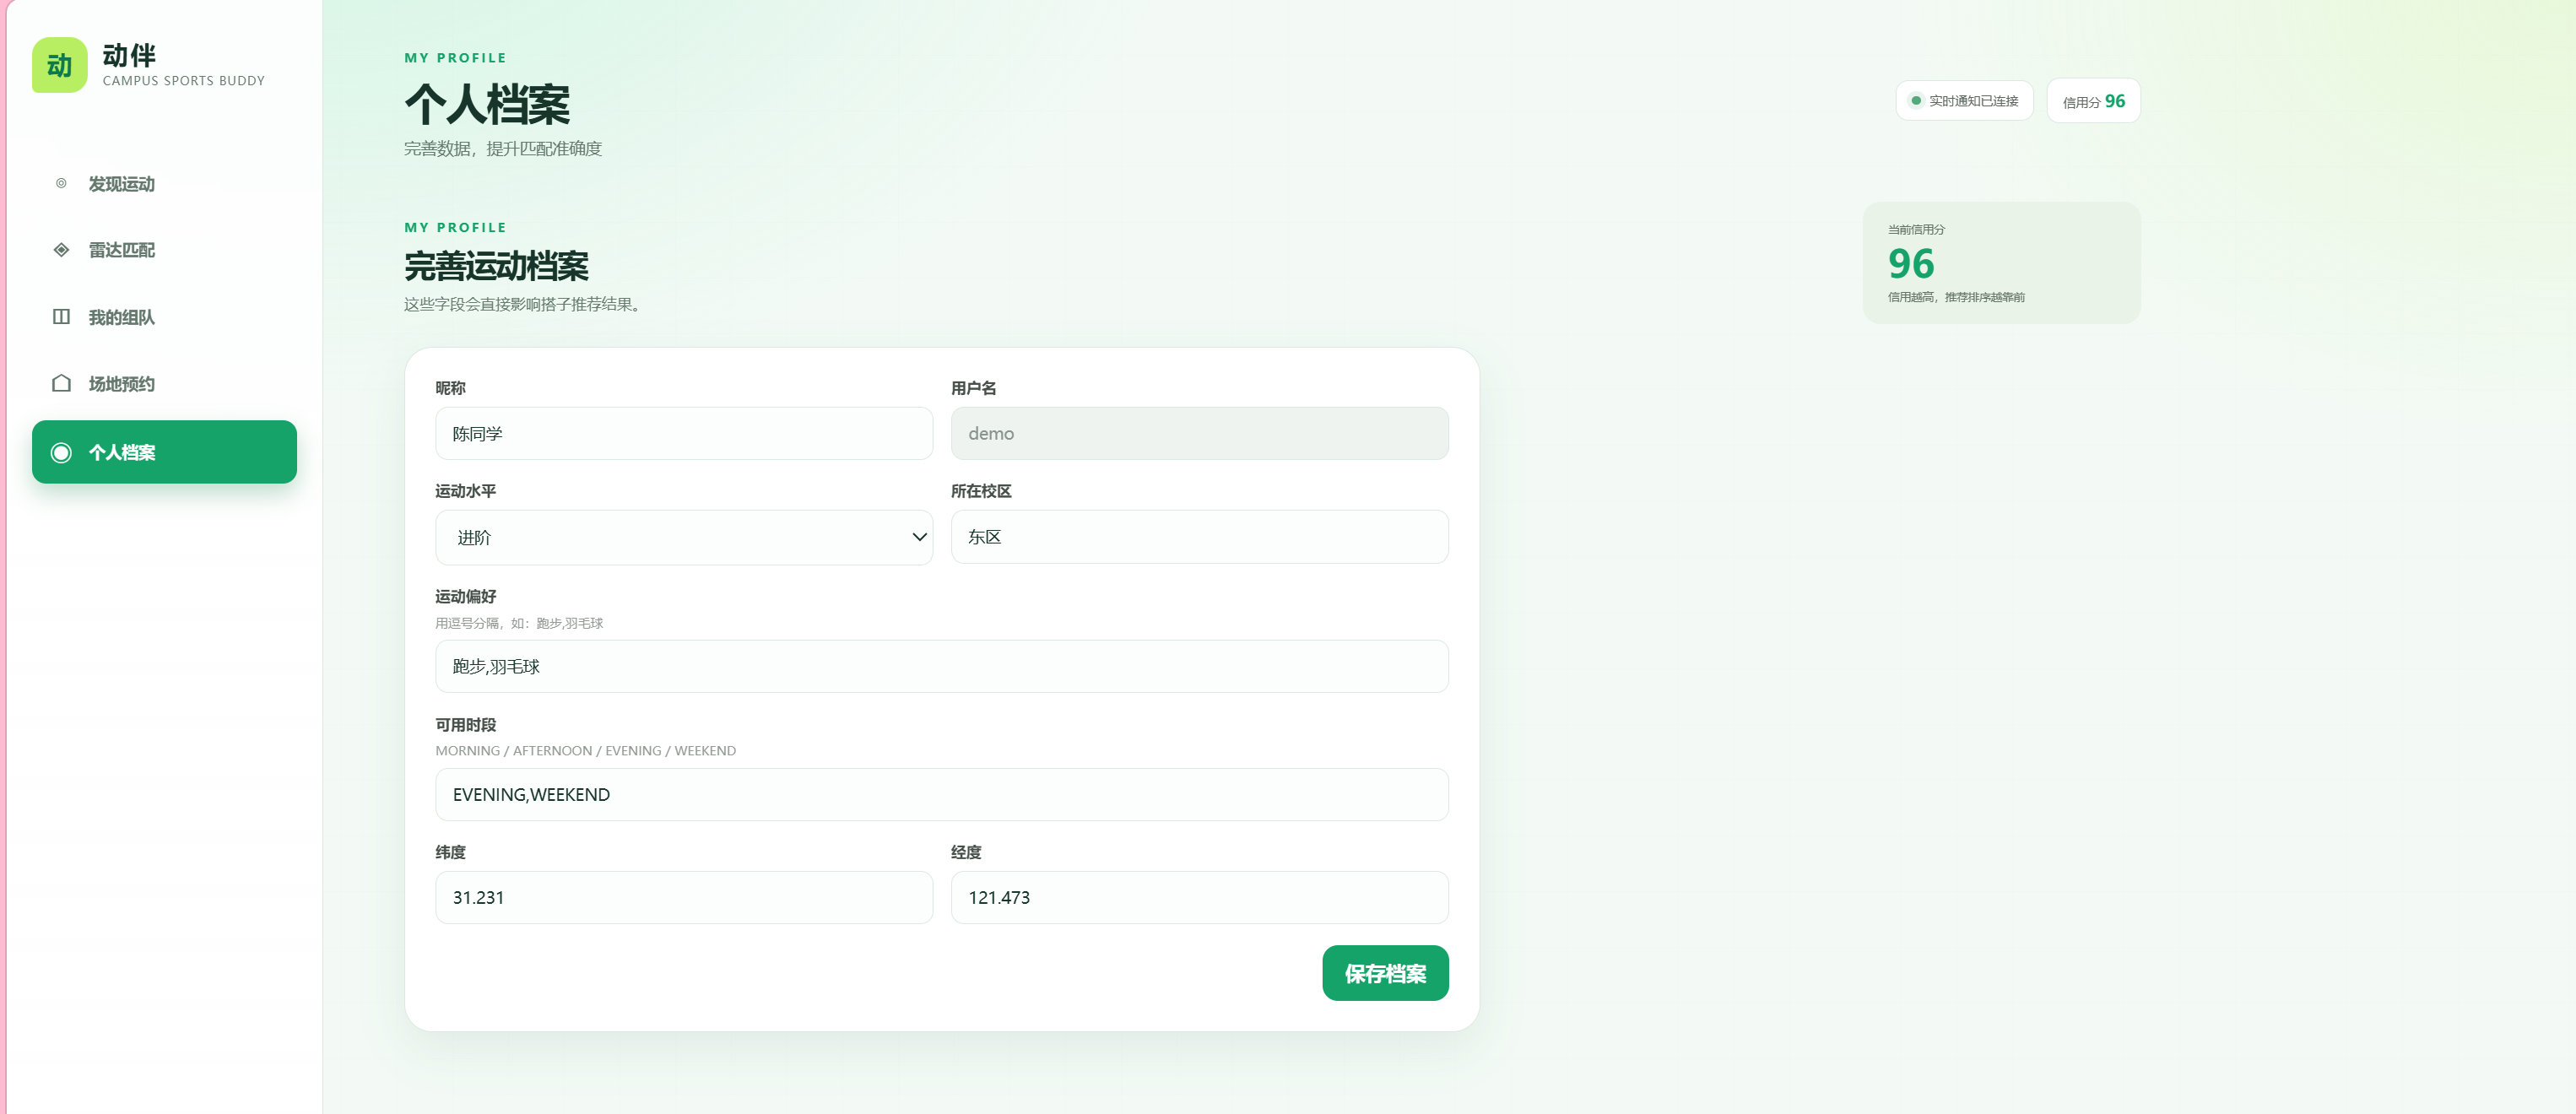 动
动伴
CAMPUS SPORTS BUDDY
发现运动
雷达匹配
我的组队
场地预约
个人档案
MY PROFILE
个人档案
完善数据，提升匹配准确度
实时通知已连接
信用分 96
MY PROFILE
完善运动档案
这些字段会直接影响搭子推荐结果。
当前信用分
96
信用越高，推荐排序越靠前
昵称
陈同学
用户名
demo
运动水平
进阶
所在校区
东区
运动偏好
用逗号分隔，如：跑步,羽毛球
跑步,羽毛球
可用时段
MORNING / AFTERNOON / EVENING / WEEKEND
EVENING,WEEKEND
纬度
31.231
经度
121.473
保存档案